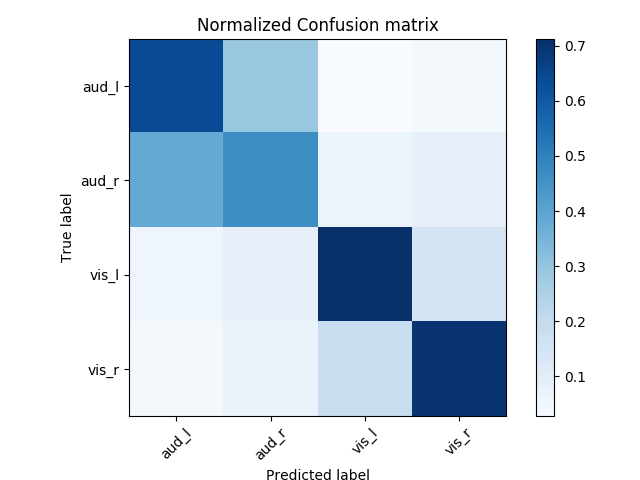 Normalized Confusion matrix
True label
aud_l
aud_r
vis_l
vis_r
aud_l
aud_r
vis_l
vis_r
Predicted label
0.7
0.6
0.5
0.4
0.3
0.2
0.1